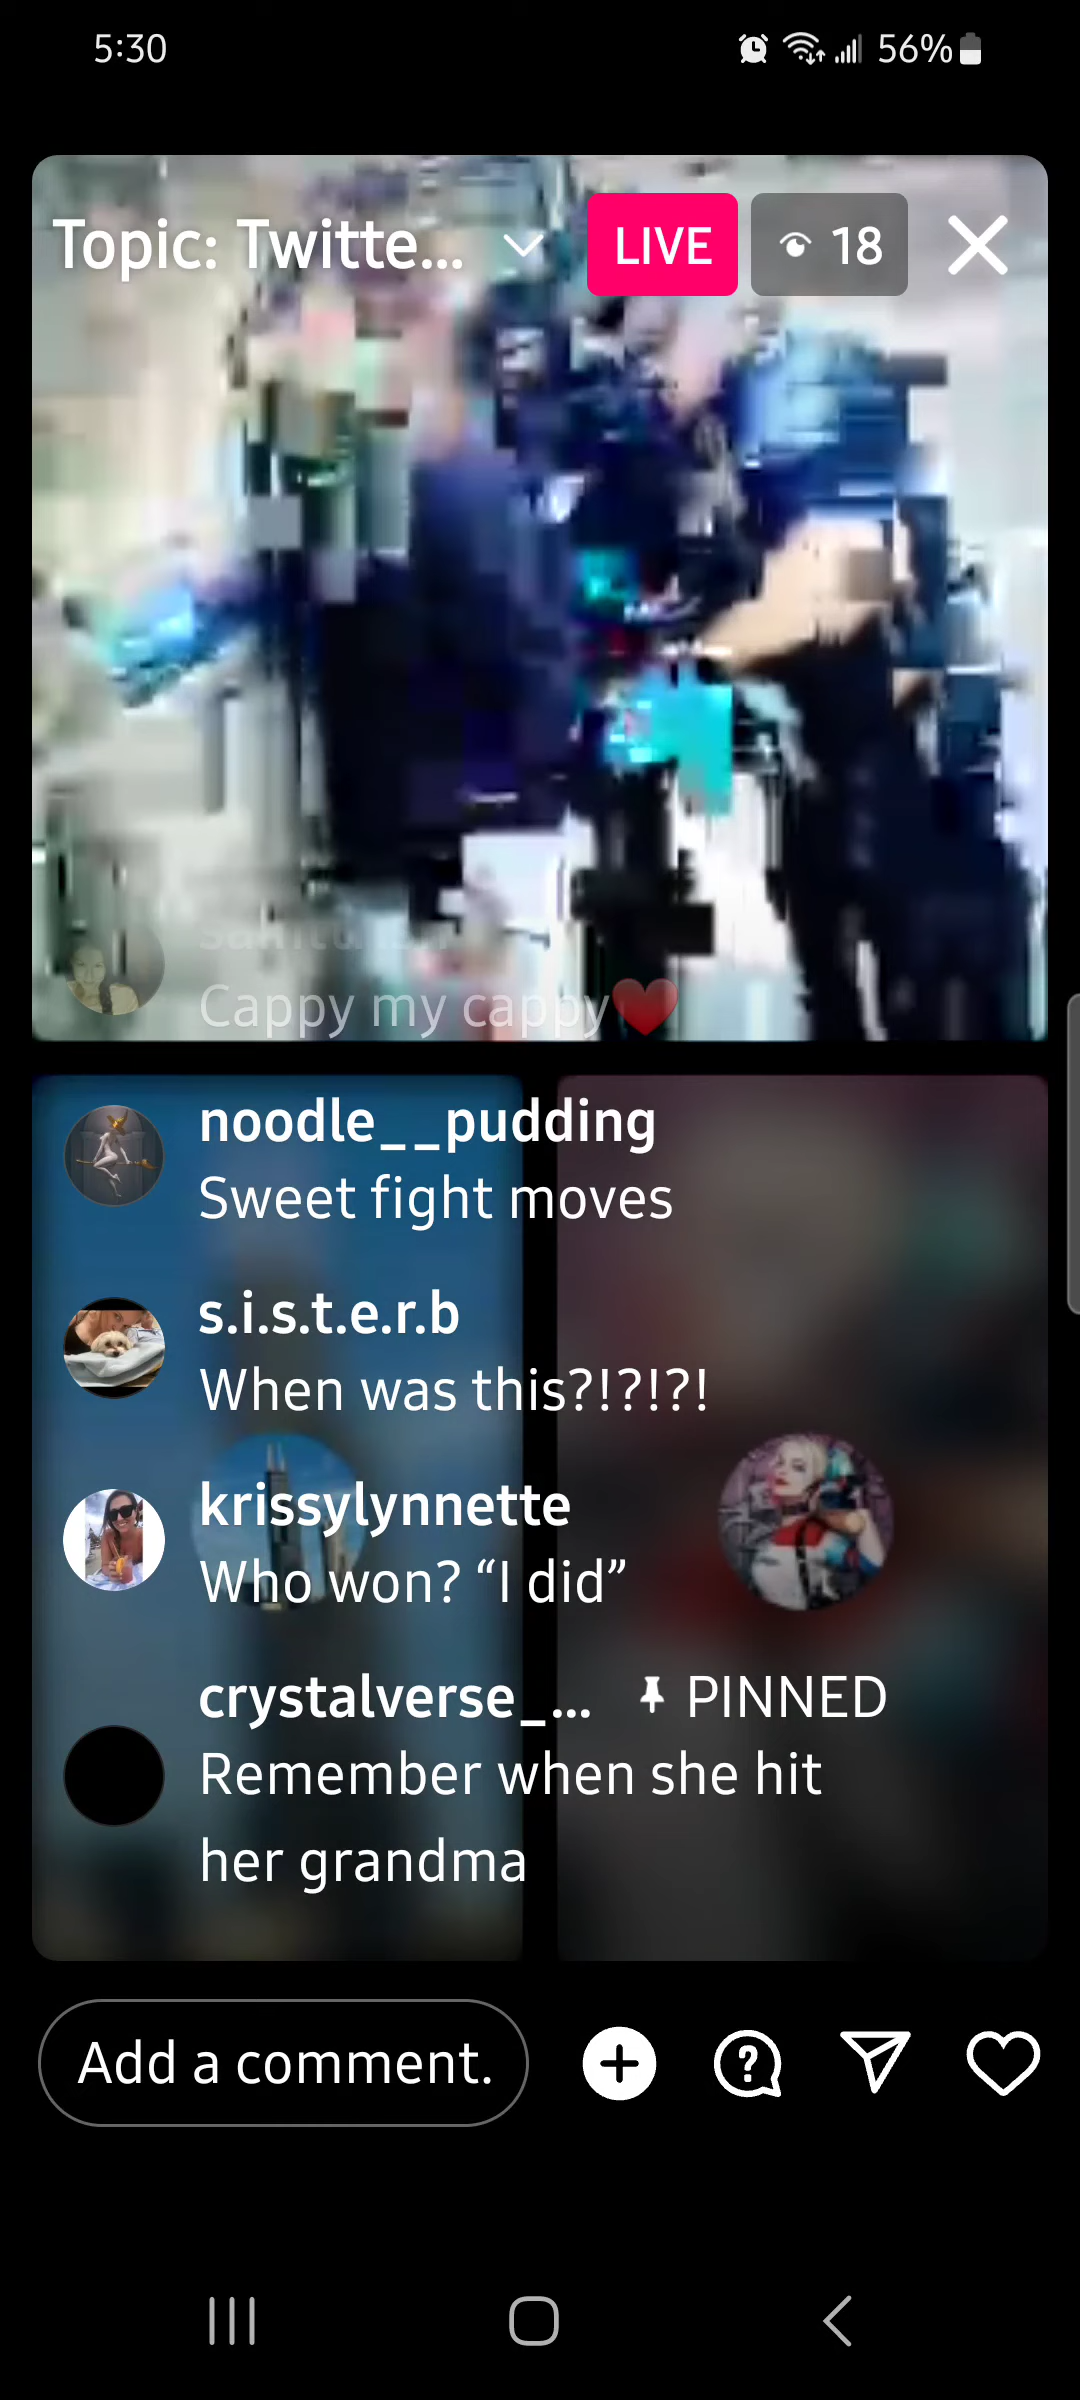 5:30
56%
Topic: Twitte...
LIVE
18
Cappy my cappy❤️
noodle__pudding
Sweet fight moves
s.i.s.t.e.r.b
When was this?!?!?!
krissylynnette
Who won? “I did”
crystalverse_... PINNED
Remember when she hit
her grandma
Add a comment.